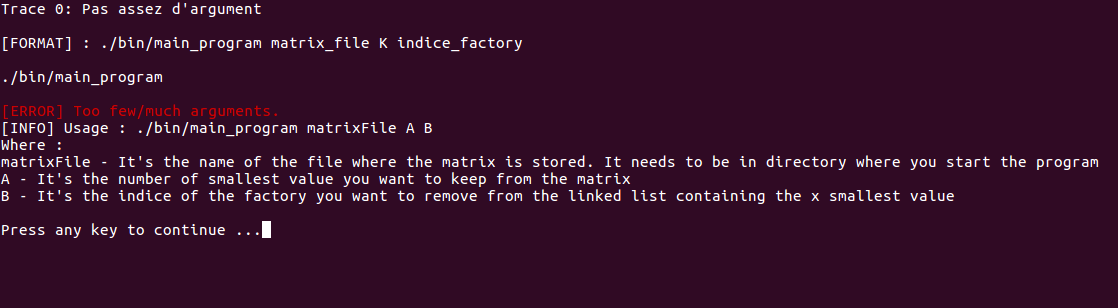 Trace 0: Pas assez d'argument
[FORMAT] : ./bin/main_program matrix_file K indice_factory
./bin/main_program
[ERROR] Too few/much arguments.
[INFO] Usage : ./bin/main_program matrixFile A B
Where :
matrixFile - It's the name of the file where the matrix is stored. It needs to be in directory where you start the program
A - It's the number of smallest value you want to keep from the matrix
B - It's the indice of the factory you want to remove from the linked list containing the x smallest value
Press any key to continue ...